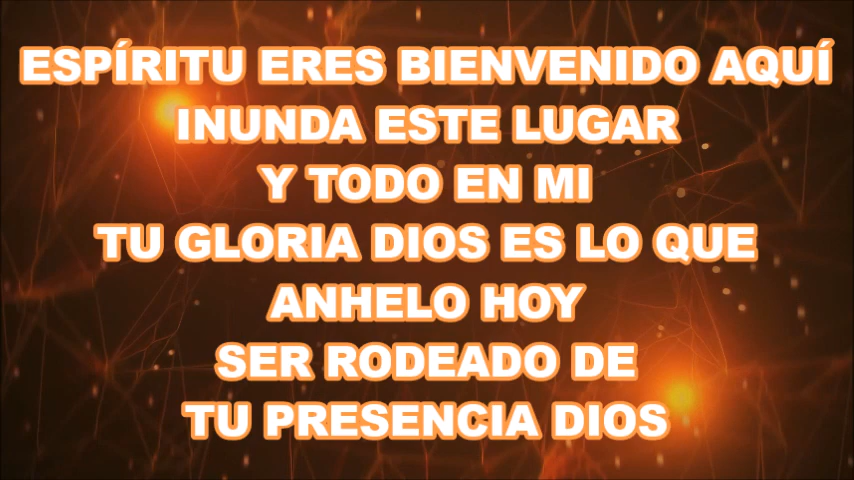 ESPÍRITU ERES BIENVENIDO AQUÍ
INUNDA ESTE LUGAR
Y TODO EN MI
TU GLORIA DIOS ES LO QUE
ANHELO HOY
SER RODEADO DE
TU PRESENCIA DIOS